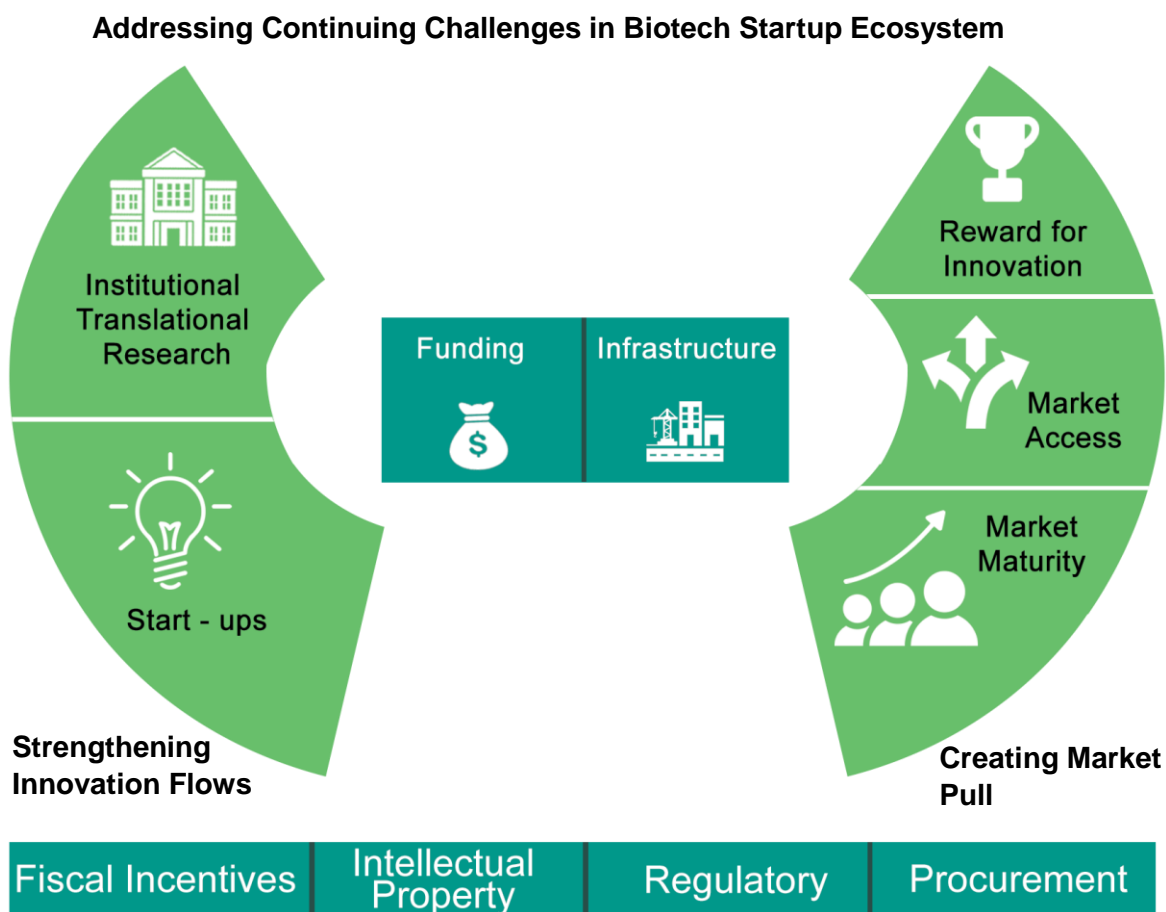 Addressing Continuing Challenges in Biotech Startup Ecosystem
Institutional
Translational
Research
Start - ups
Strengthening
Innovation Flows
Funding
$
Infrastructure
Reward for
Innovation
Market
Access
Market
Maturity
Creating Market
Pull
Fiscal Incentives
Intellectual
Property
Regulatory
Procurement